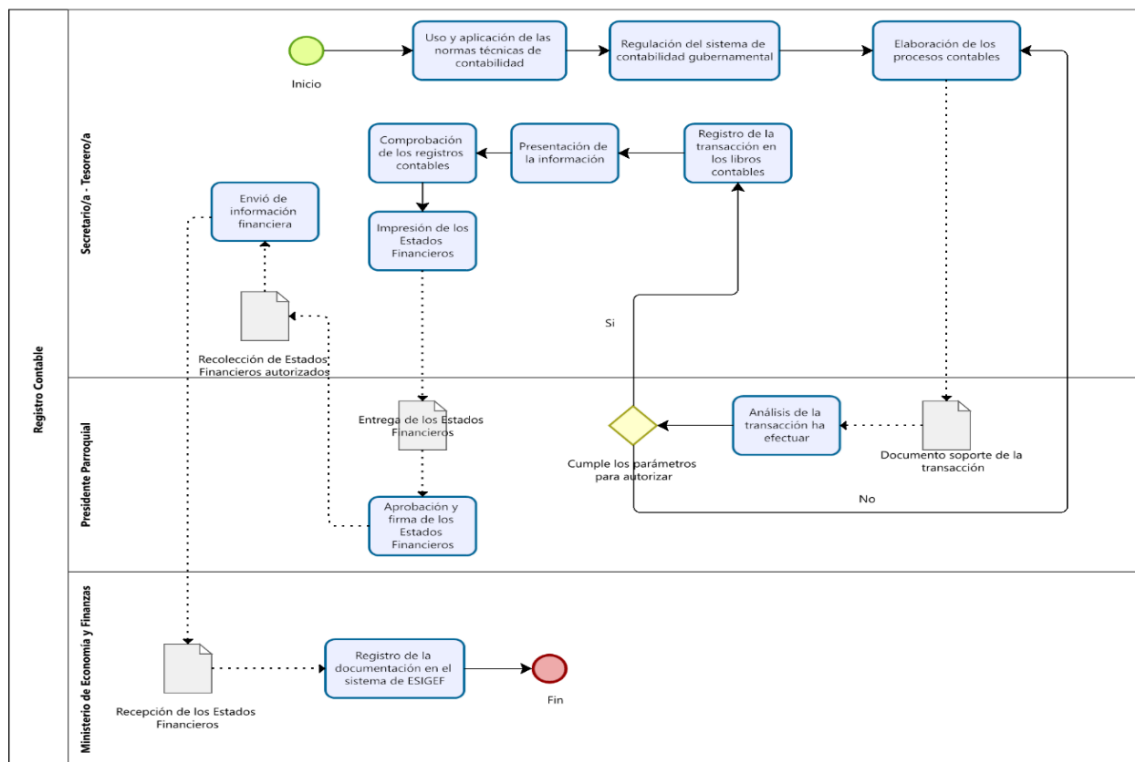 Registro Contable
Secretario/a - Tesorero/a
Inicio
Uso y aplicación de las
normas técnicas de
contabilidad
Regulación del sistema de
contabilidad gubernamental
Elaboración de los
procesos contables
Comprobación
de los registros
contables
Presentación de
la información
Registro de la
transacción en
los libros
contables
Envió de
información
financiera
Impresión de los
Estados
Financieros
Si
Recolección de Estados
Financieros autorizados
Presidente Parroquial
Entrega de los Estados
Financieros
Cumple los parámetros
para autorizar
Análisis de la
transacción ha
efectuar
Documento soporte de la
transacción
No
Aprobación y
firma de los
Estados
Financieros
Ministerio de Economía y Finanzas
Recepción de los Estados
Financieros
Registro de la
documentación en el
sistema de ESIGEF
Fin